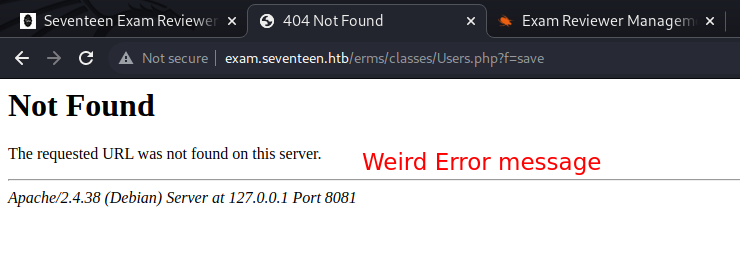 Seventeen Exam Reviewer
404 Not Found
Exam Reviewer Managem
Not secure
exam.seventeen.htb/erms/classes/Users.php?f=save
Not Found
The requested URL was not found on this server.
Weird Error message
Apache/2.4.38 (Debian) Server at 127.0.0.1 Port 8081